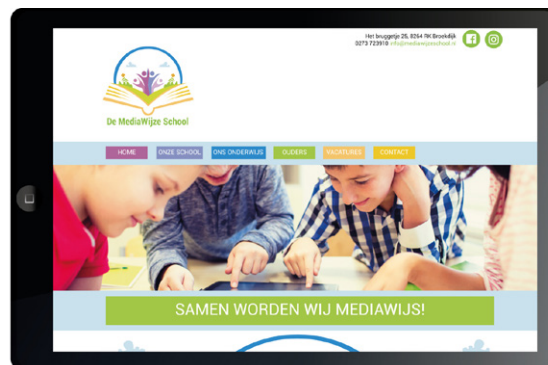 Het bruggetje 25, 9264 RK Broekdijk
0273 723919 info@mediawijzeschool.nl
De MediaWijze School
HOME
ONZE SCHOOL
ONS ONDERWIJS
OUDERS
VACATURES
CONTACT
SAMEN WORDEN WIJ MEDIAWIJS!